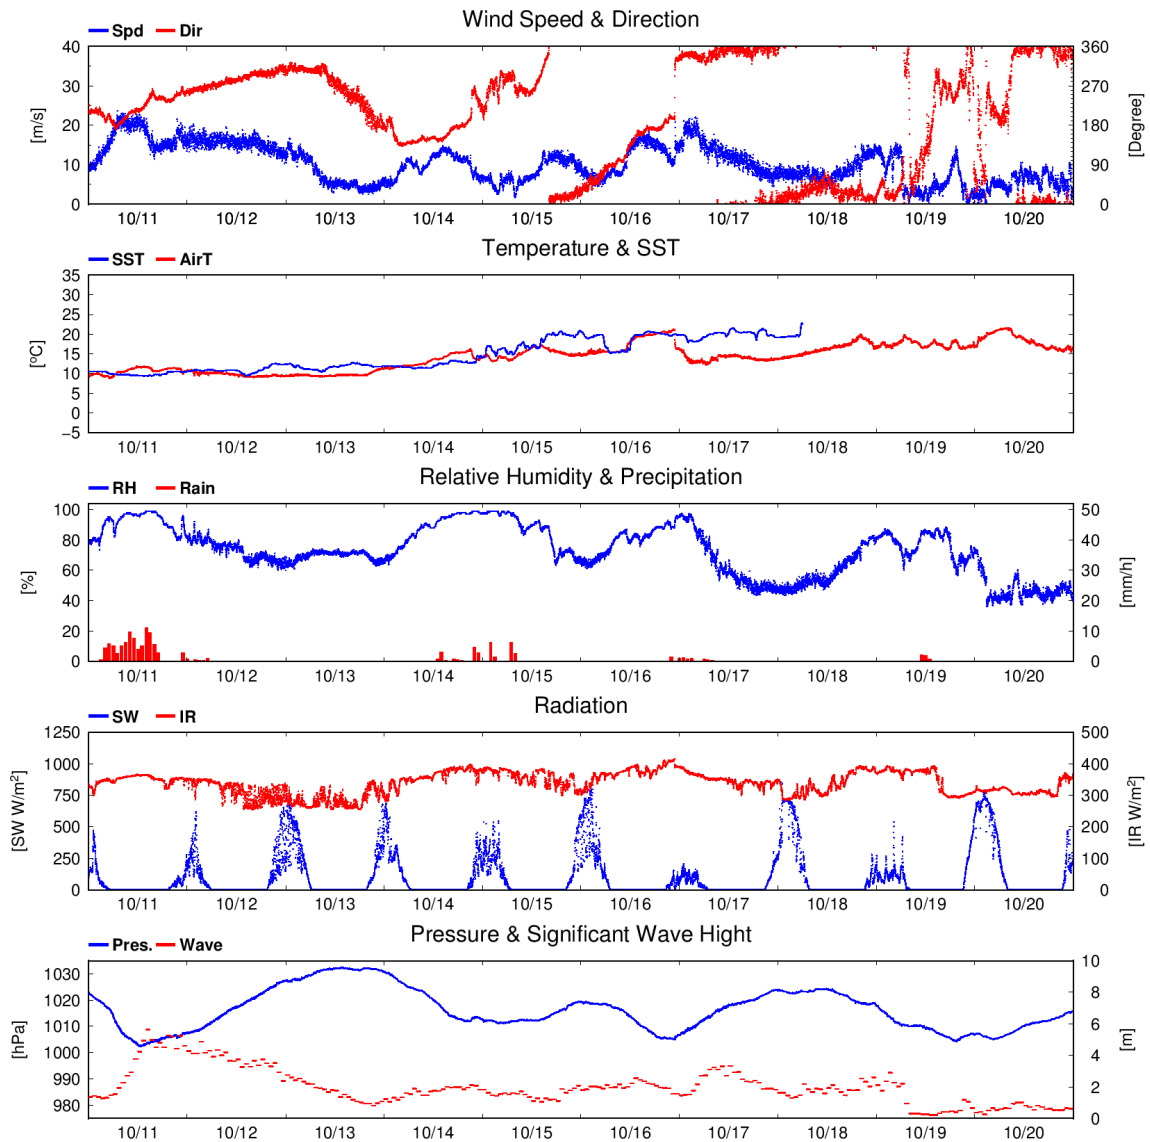 Wind Speed & Direction
Spd Dir
40 360
30 270
20 180
10 90
0 0
[m/s] [Degree]
10/11 10/12 10/13 10/14 10/15 10/16 10/17 10/18 10/19 10/20
Temperature & SST
SST AirT
35
30
25
20
15
10
5
0
−5
[°C]
10/11 10/12 10/13 10/14 10/15 10/16 10/17 10/18 10/19 10/20
Relative Humidity & Precipitation
RH Rain
100 50
80 40
60 30
40 20
20 10
0 0
[%] [mm/h]
10/11 10/12 10/13 10/14 10/15 10/16 10/17 10/18 10/19 10/20
Radiation
SW IR
1250 500
1000 400
750 300
500 200
250 100
0 0
[SW W/m²] [IR W/m²]
10/11 10/12 10/13 10/14 10/15 10/16 10/17 10/18 10/19 10/20
Pressure & Significant Wave Hight
Pres. Wave
1030 10
1020 8
1010 6
1000 4
990 2
980 0
[hPa] [m]
10/11 10/12 10/13 10/14 10/15 10/16 10/17 10/18 10/19 10/20